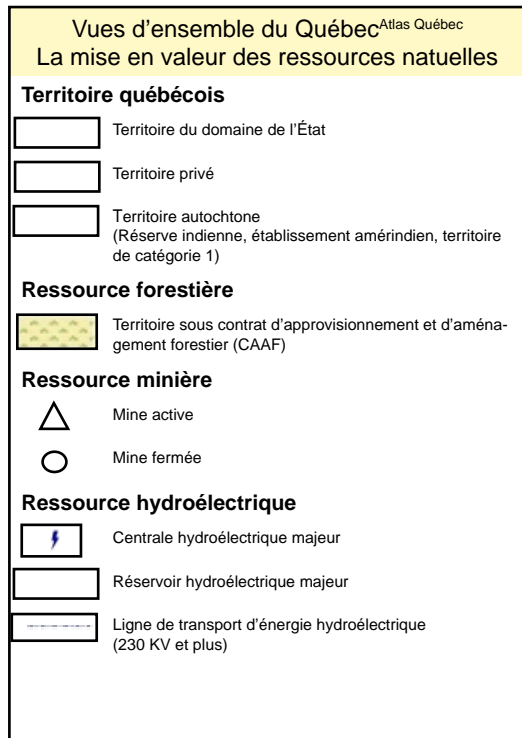 Vues d’ensemble du Québec Atlas Québec
La mise en valeur des ressources natuelles
Territoire québécois
Territoire du domaine de l’État
Territoire privé
Territoire autochtone
(Réserve indienne, établissement amérindien, territoire
de catégorie 1)
Ressource forestière
Territoire sous contrat d’approvisionnement et d’aména-
gement forestier (CAAF)
Ressource minière
Mine active
Mine fermée
Ressource hydroélectrique
Centrale hydroélectrique majeur
Réservoir hydroélectrique majeur
Ligne de transport d’énergie hydroélectrique
(230 KV et plus)